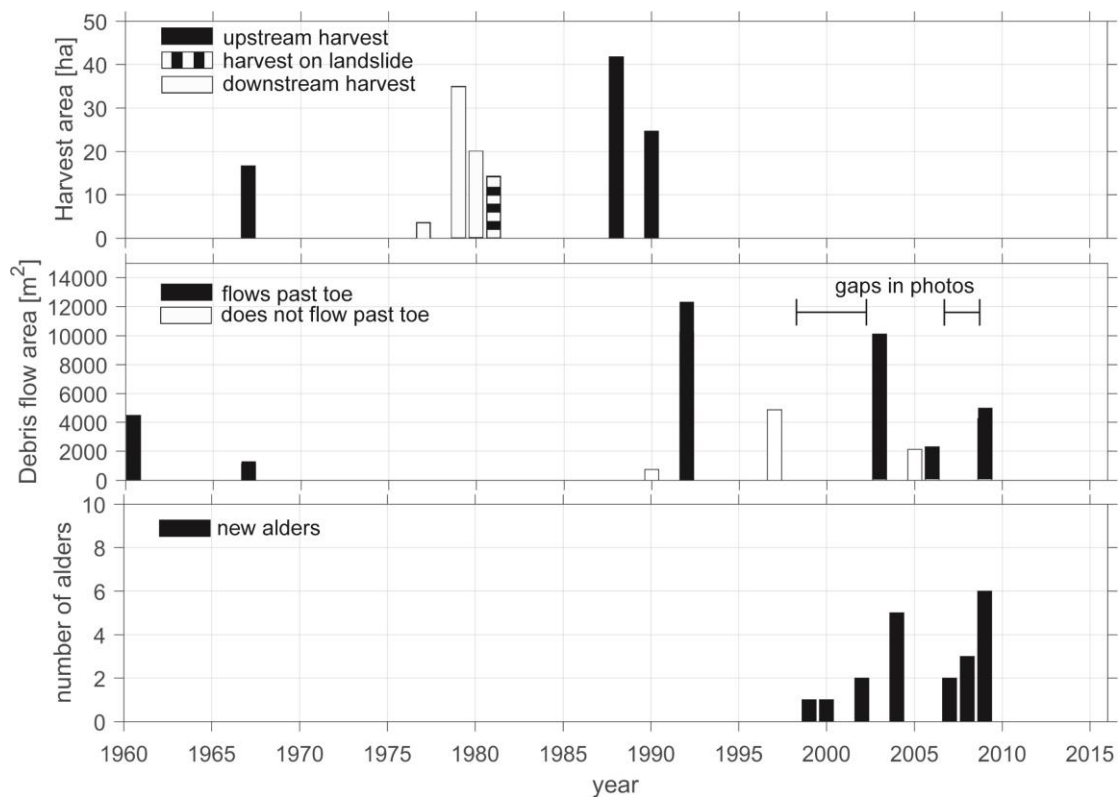 Harvest area [ha]
50
40
30
20
10
0
upstream harvest
harvest on landslide
downstream harvest
Debris flow area [m²]
14000
12000
10000
8000
6000
4000
2000
0
flows past toe
does not flow past toe
gaps in photos
number of alders
10
8
6
4
2
0
new alders
1960 1965 1970 1975 1980 1985 1990 1995 2000 2005 2010 2015
year